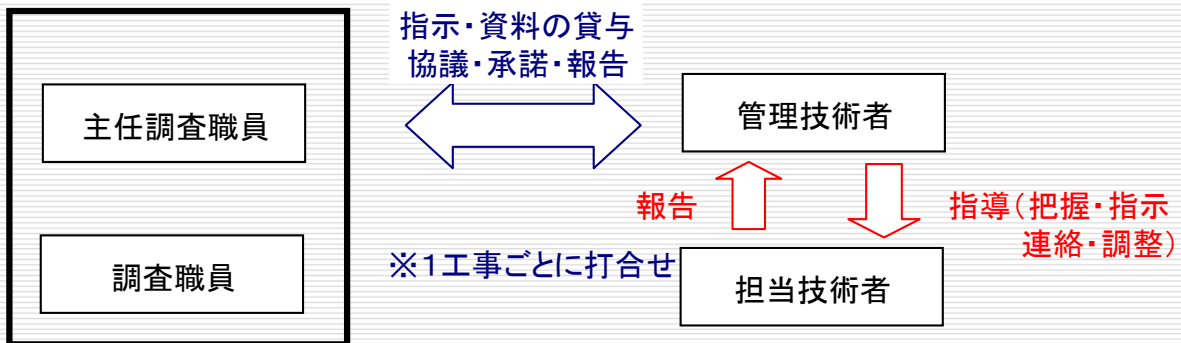 指示・資料の貸与
協議・承諾・報告
主任調査職員
管理技術者
報告
指導(把握・指示
連絡・調整)
※1工事ごとに打合せ
調査職員
担当技術者